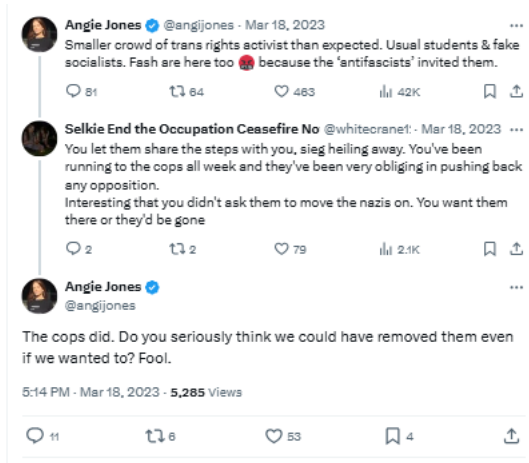 Angie Jones @angijones · Mar 18, 2023
Smaller crowd of trans rights activist than expected. Usual students & fake
socialists. Fash are here too 🤬 because the 'antifascists' invited them.
81 64 463 42K
Selkie End the Occupation Ceasefire No @whitecrane1 · Mar 18, 2023
You let them share the steps with you, sieg heiling away. You've been
running to the cops all week and they've been very obliging in pushing back
any opposition.
Interesting that you didn't ask them to move the nazis on. You want them
there or they'd be gone
2 2 79 2.1K
Angie Jones
@angijones
The cops did. Do you seriously think we could have removed them even
if we wanted to? Fool.
5:14 PM · Mar 18, 2023 · 5,285 Views
11 6 53 4